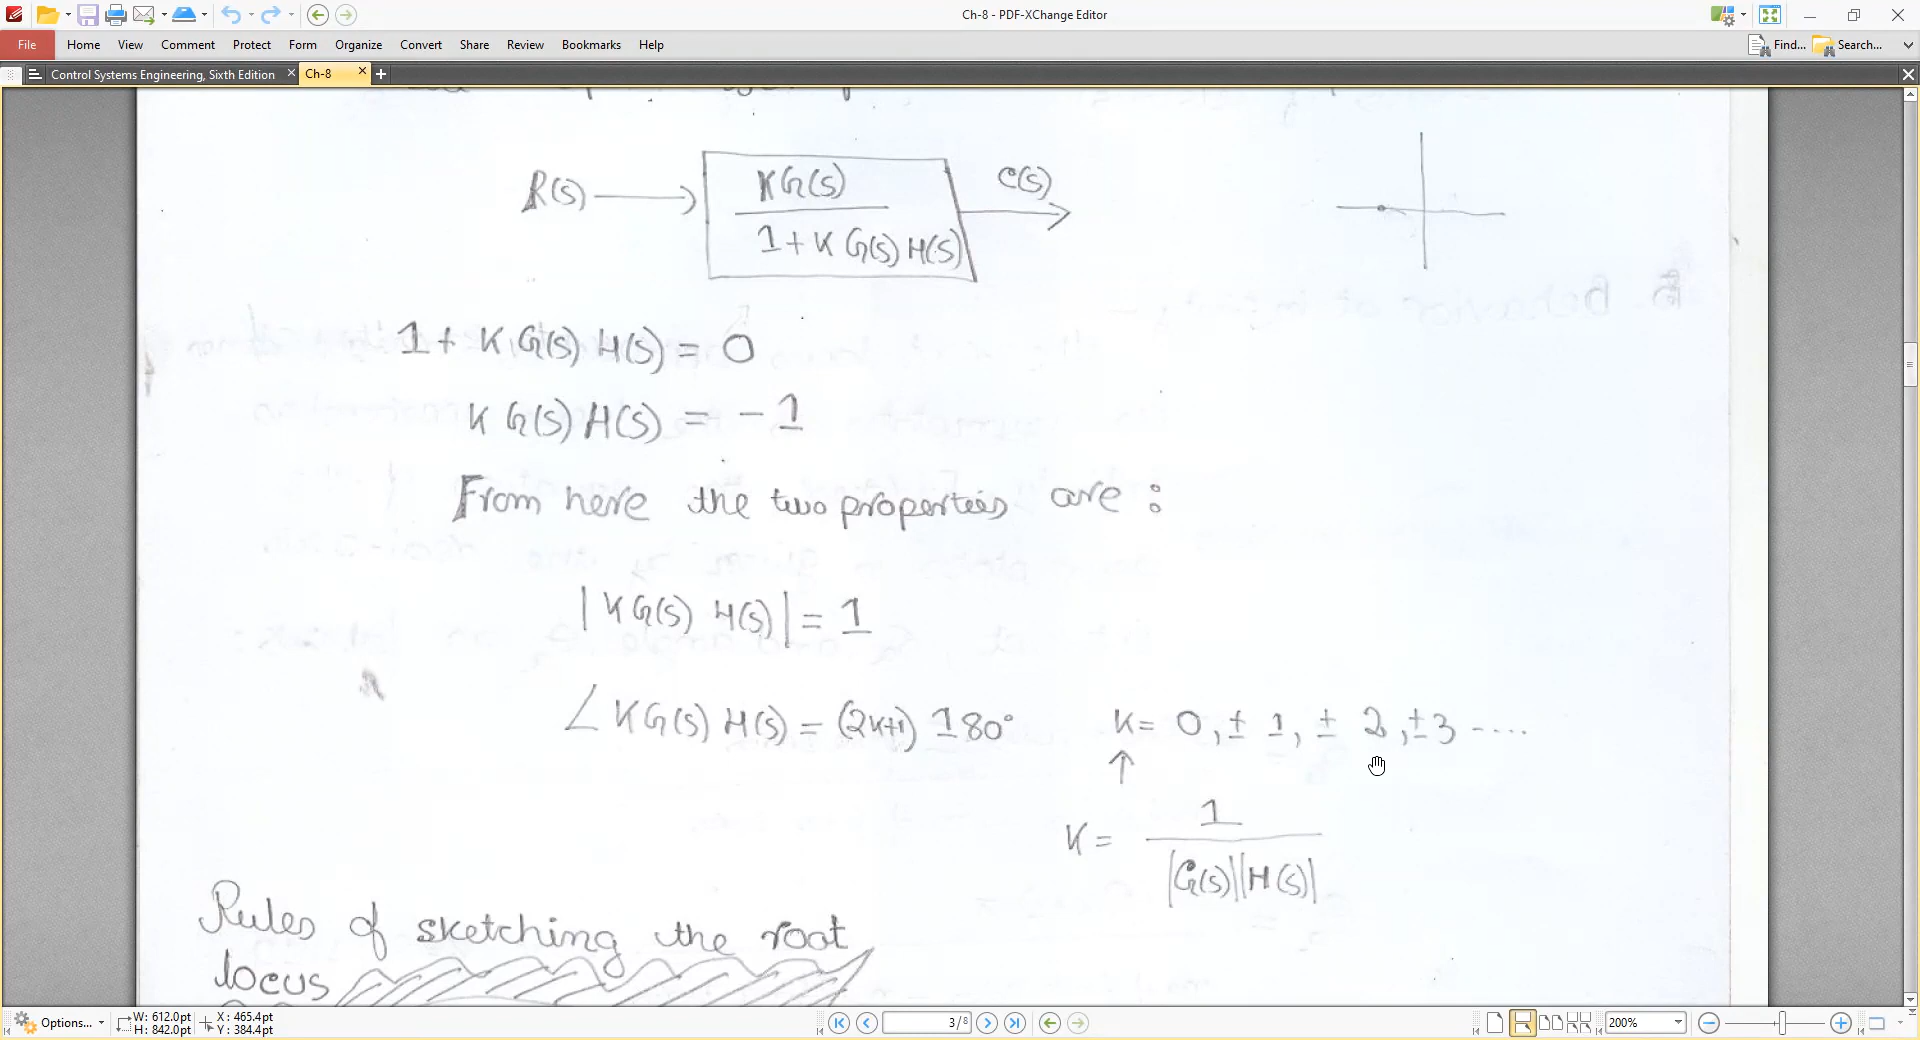 Ch-8 - PDF-XChange Editor
File Home View Comment Protect Form Organize Convert Share Review Bookmarks Help Find... Search...
Control Systems Engineering, Sixth Edition Ch-8
R(s) KG(s) C(s)
1 + K G(s) H(s)
1 + K G(s) H(s) = 0
K G(s) H(s) = - 1
From here the two properties are :
|KG(s) H(s)| = 1
∠ KG(s) H(s) = (2k+1) 180° k = 0, ± 1, ± 2, ±3 ----
↑
K = 1
|G(s)||H(s)|
Rules of sketching the root
locus
Options... W: 612.0pt X: 465.4pt 3/8 200%
H: 842.0pt Y: 384.4pt